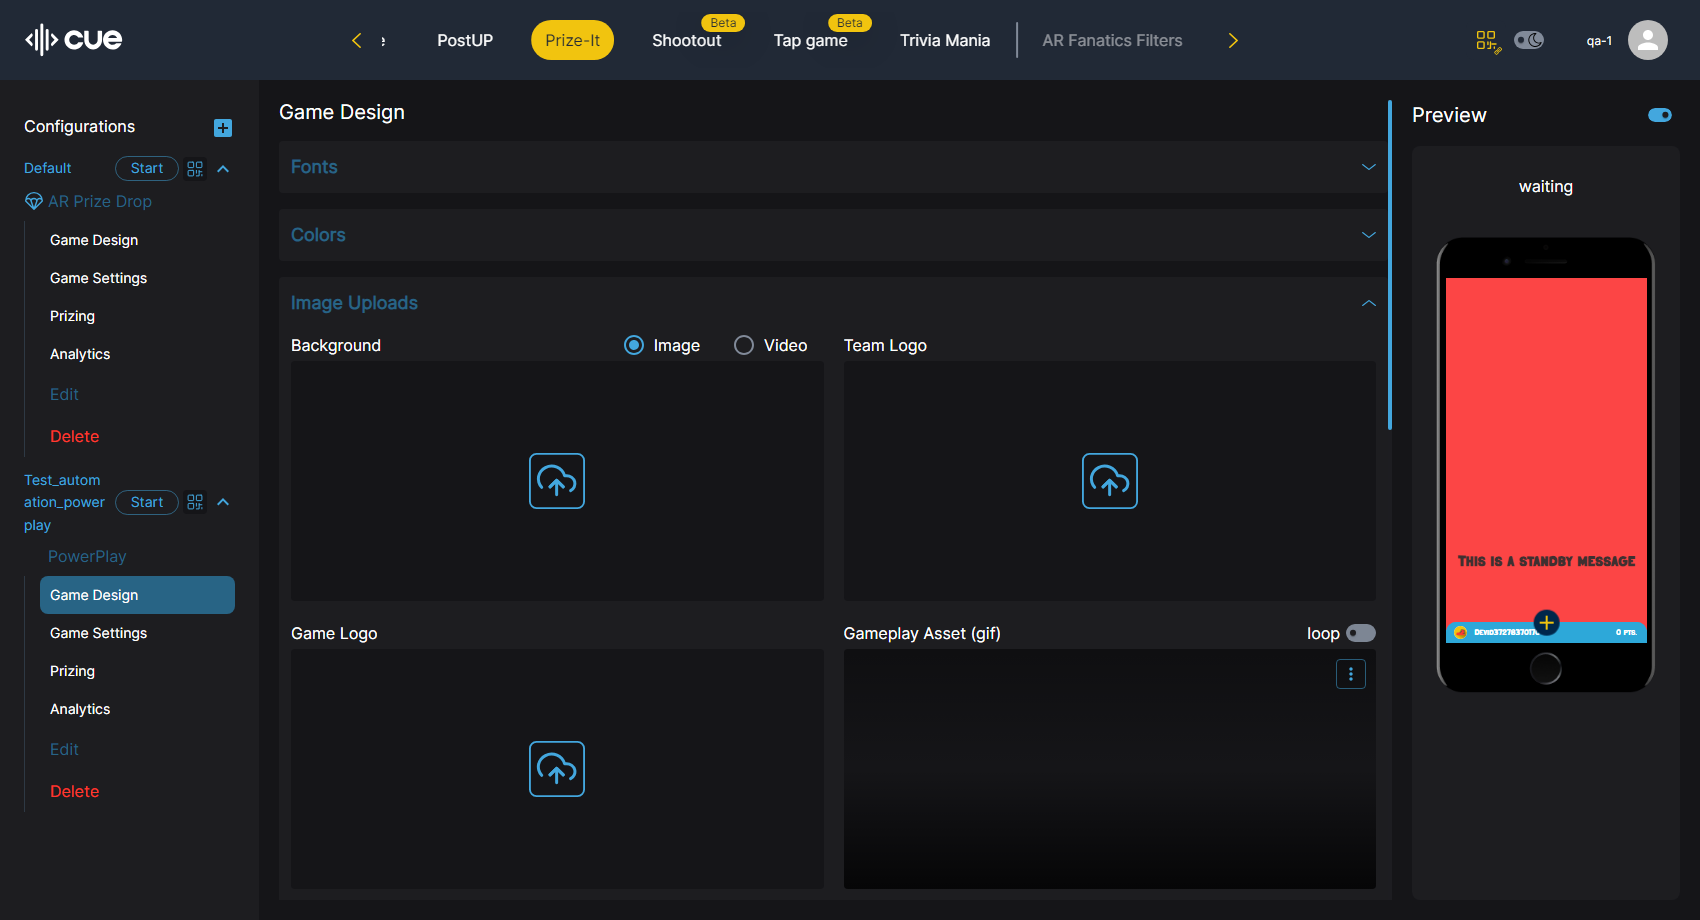 cue
e
PostUP
Prize-It
Shootout
Beta
Tap game
Beta
Trivia Mania
AR Fanatics Filters
qa-1
Configurations
Default
Start
AR Prize Drop
Game Design
Game Settings
Prizing
Analytics
Edit
Delete
Test_autom
ation_power
play
Start
PowerPlay
Game Design
Game Settings
Prizing
Analytics
Edit
Delete
Game Design
Fonts
Colors
Image Uploads
Background
Image
Video
Team Logo
Game Logo
Gameplay Asset (gif)
loop
Preview
waiting
This is a standby message
0 pts.